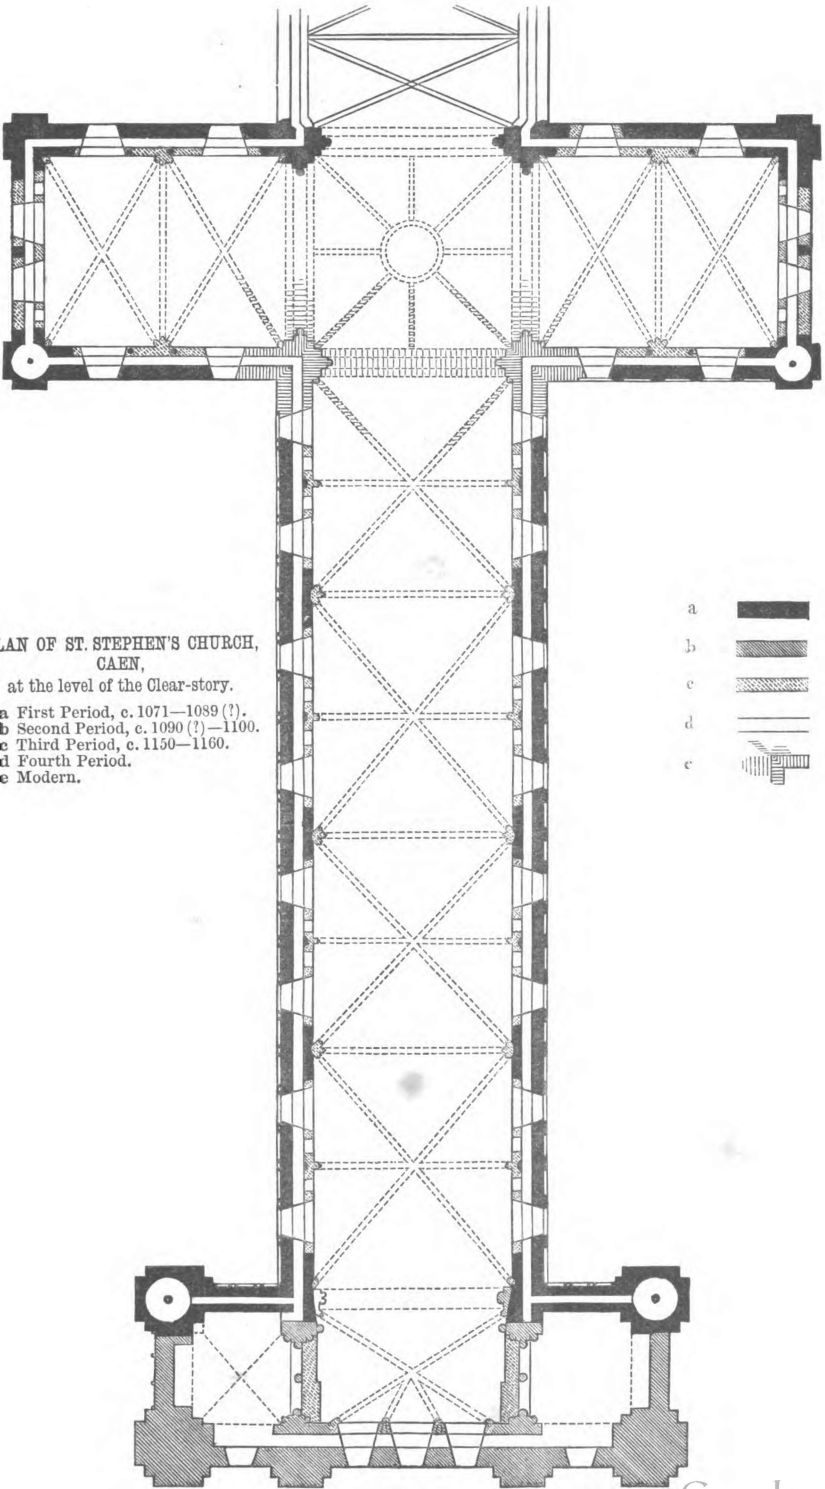 LAN OF ST. STEPHEN'S CHURCH,
CAEN,
at the level of the Clear-story.
a First Period, c. 1071—1089 (?).
b Second Period, c. 1090 (?)—1100.
c Third Period, c. 1150—1160.
d Fourth Period.
e Modern.
a
b
c
d
e